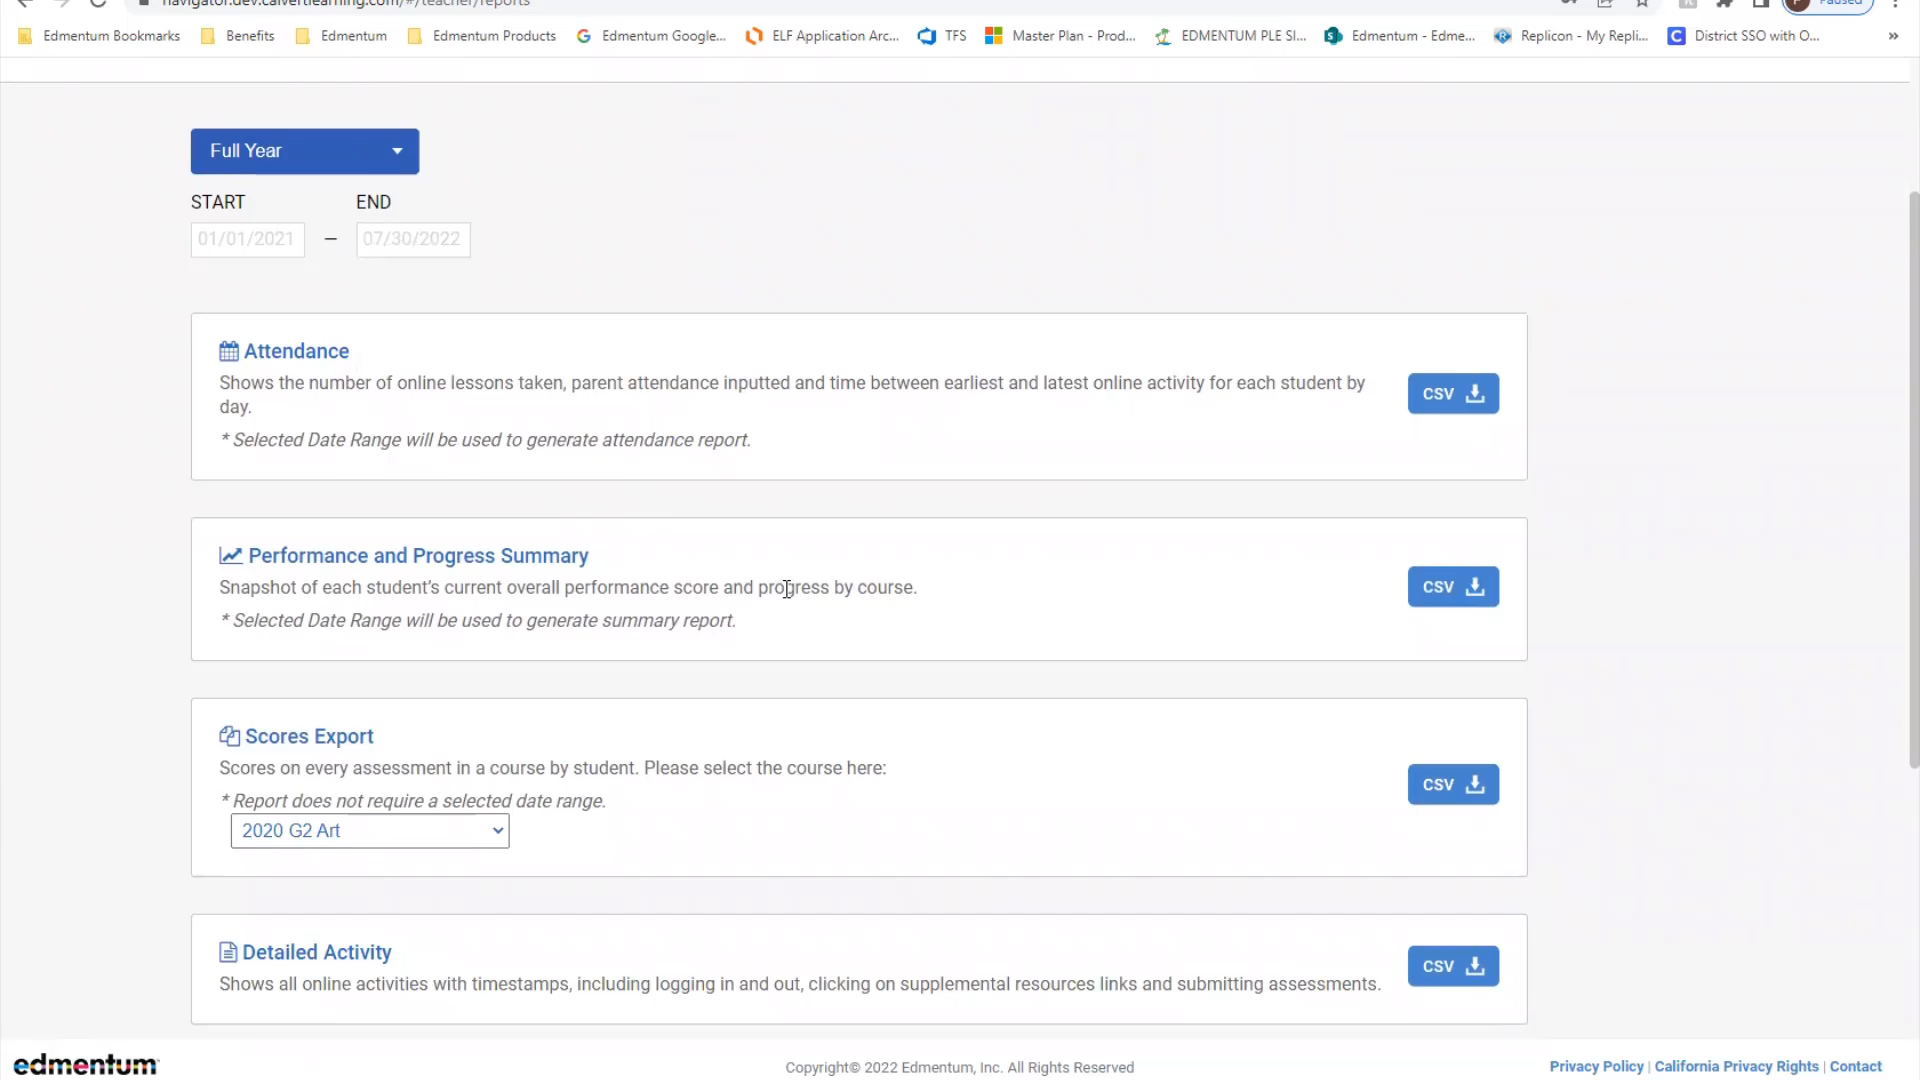 navigator.dev.calvertlearning.com/#/teacher/reports
Paused
Edmentum Bookmarks Benefits Edmentum Edmentum Products Edmentum Google... ELF Application Arc... TFS Master Plan - Prod... EDMENTUM PLE SI... Edmentum - Edme... Replicon - My Repli... District SSO with O... »
Full Year
START END
01/01/2021 – 07/30/2022
Attendance
Shows the number of online lessons taken, parent attendance inputted and time between earliest and latest online activity for each student by
day.
* Selected Date Range will be used to generate attendance report.
CSV
Performance and Progress Summary
Snapshot of each student's current overall performance score and progress by course.
* Selected Date Range will be used to generate summary report.
CSV
Scores Export
Scores on every assessment in a course by student. Please select the course here:
* Report does not require a selected date range.
2020 G2 Art
CSV
Detailed Activity
Shows all online activities with timestamps, including logging in and out, clicking on supplemental resources links and submitting assessments.
CSV
edmentum
Copyright© 2022 Edmentum, Inc. All Rights Reserved
Privacy Policy | California Privacy Rights | Contact